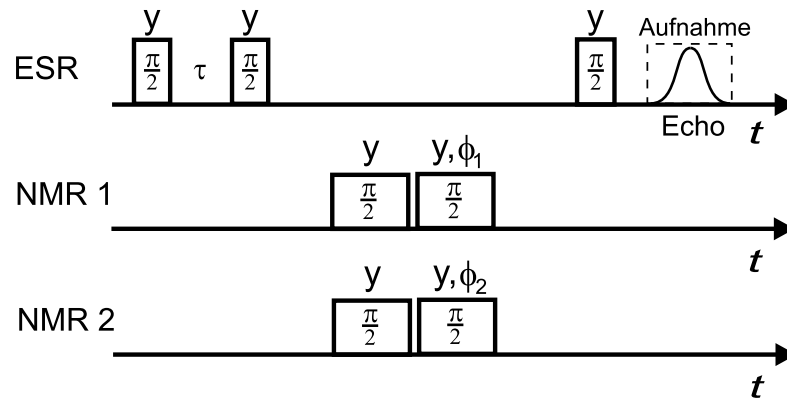 y y y
ESR π/2 τ π/2 π/2 Aufnahme
Echo
t
y y,ϕ₁
NMR 1 π/2 π/2
t
y y,ϕ₂
NMR 2 π/2 π/2
t